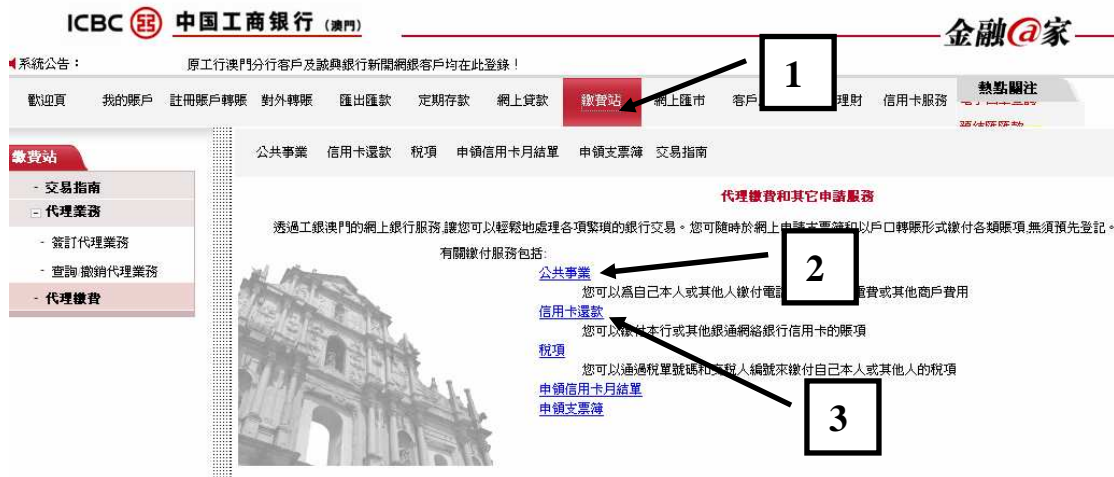 ICBC 中国工商银行 (澳門)
金融@家
系統公告： 原工行澳門分行客戶及誠興銀行新開網銀客戶均在此登錄！
1
歡迎頁 我的賬戶 註冊賬戶轉賬 對外轉賬 匯出匯款 定期存款 網上貸款 繳費站 網上匯市 客戶 理財 信用卡服務
熱點關注
繳費站
公共事業 信用卡還款 稅項 申領信用卡月結單 申領支票簿 交易指南
- 交易指南
- 代理業務
- 簽訂代理業務
- 查詢 撤銷代理業務
- 代理繳費
代理繳費和其它申請服務
透過工銀澳門的網上銀行服務,讓您可以輕鬆地處理各項繁瑣的銀行交易。您可隨時於網上申請支票簿和以戶口轉賬形式繳付各類賬項,無須預先登記。
有關繳付服務包括:
2
公共事業
您可以爲自己本人或其他人繳付電 電費或其他商戶費用
信用卡還款
您可以繳付本行或其他銀通網絡銀行信用卡的賬項
稅項
您可以通過稅單號碼和 稅人編號來繳付自己本人或其他人的稅項
申領信用卡月結單
申領支票簿
3